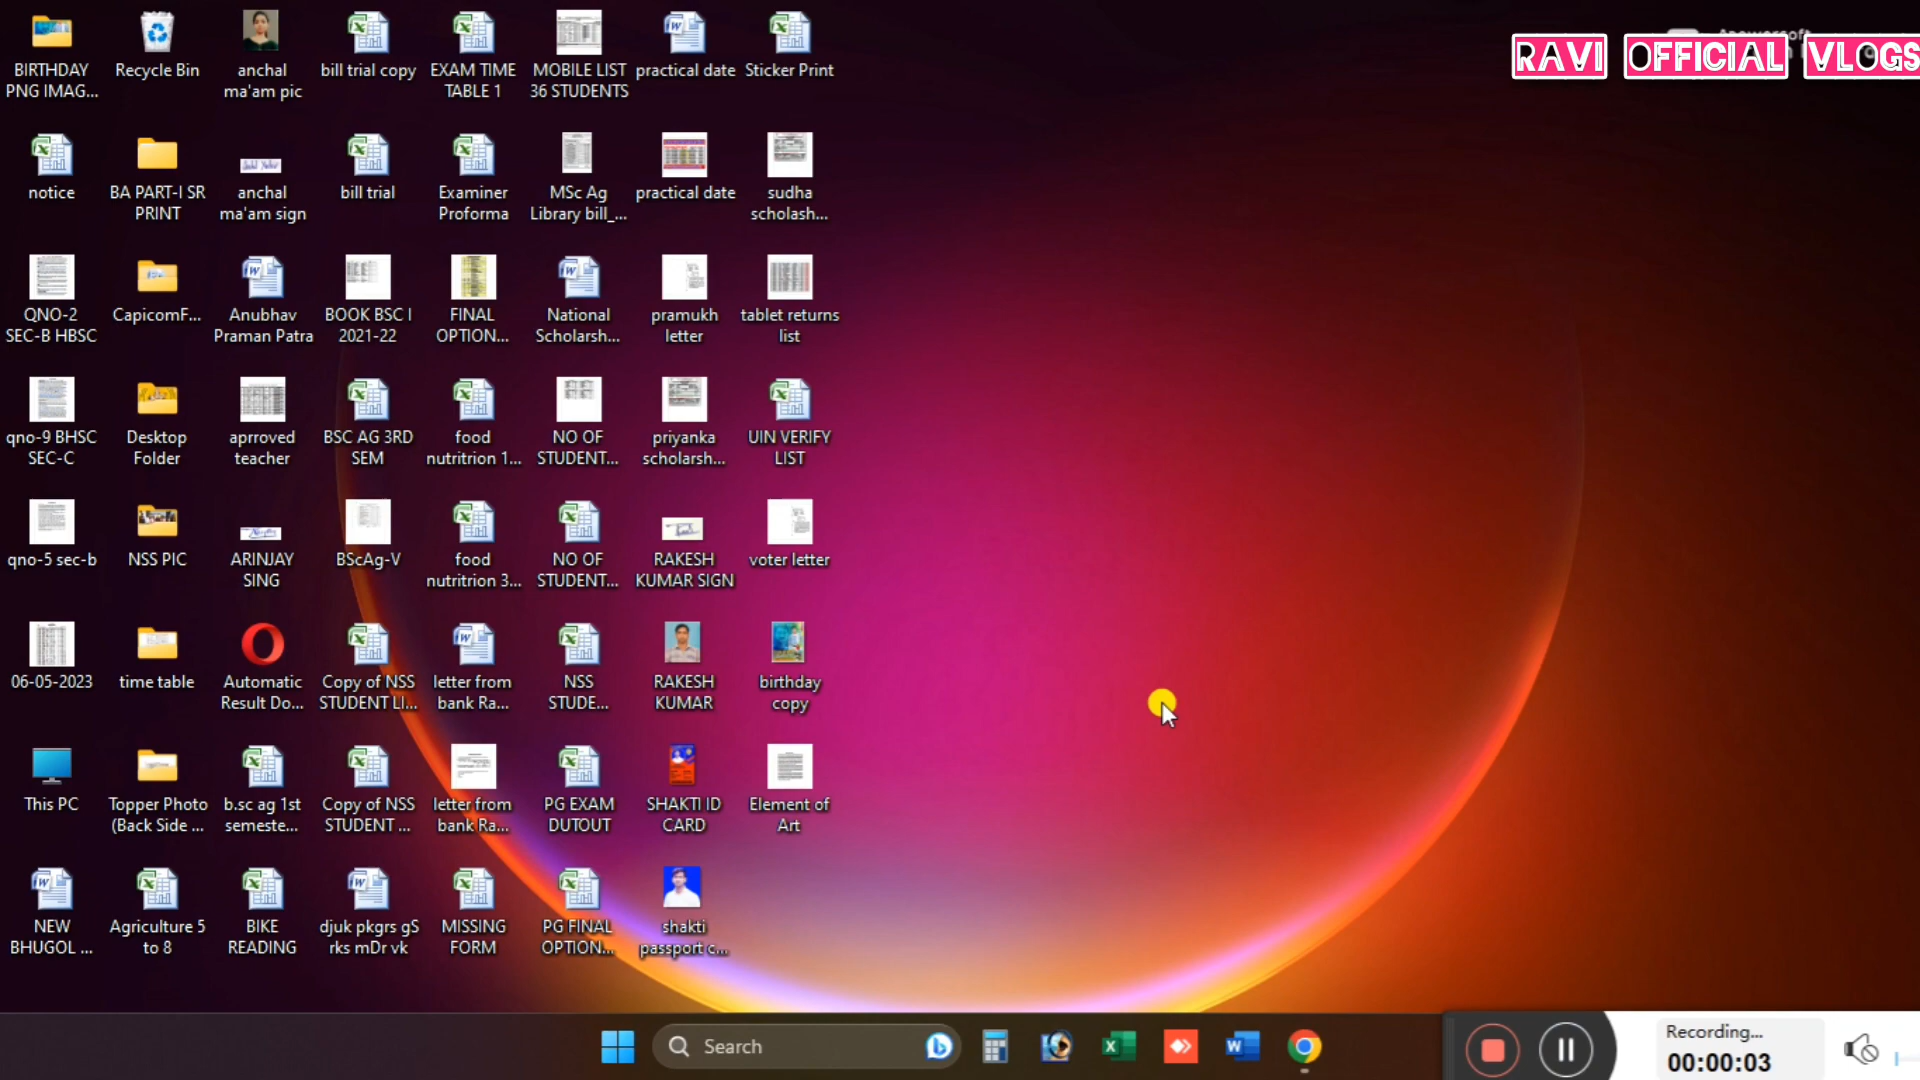 RAVI OFFICIAL VLOGS
BIRTHDAY
PNG IMAG...
Recycle Bin
anchal
ma'am pic
bill trial copy
EXAM TIME
TABLE 1
MOBILE LIST
36 STUDENTS
practical date
Sticker Print
notice
BA PART-I SR
PRINT
anchal
ma'am sign
bill trial
Examiner
Proforma
MSc Ag
Library bill_...
practical date
sudha
scholash...
QNO-2
SEC-B HBSC
CapicomF...
Anubhav
Praman Patra
BOOK BSC I
2021-22
FINAL
OPTION...
National
Scholarsh...
pramukh
letter
tablet returns
list
qno-9 BHSC
SEC-C
Desktop
Folder
aprroved
teacher
BSC AG 3RD
SEM
food
nutritrion 1...
NO OF
STUDENT...
priyanka
scholarsh...
UIN VERIFY
LIST
qno-5 sec-b
NSS PIC
ARINJAY
SING
BScAg-V
food
nutritrion 3...
NO OF
STUDENT...
RAKESH
KUMAR SIGN
voter letter
06-05-2023
time table
Automatic
Result Do...
Copy of NSS
STUDENT LI...
letter from
bank Ra...
NSS
STUDE...
RAKESH
KUMAR
birthday
copy
This PC
Topper Photo
(Back Side ...
b.sc ag 1st
semeste...
Copy of NSS
STUDENT ...
letter from
bank Ra...
PG EXAM
DUTOUT
SHAKTI ID
CARD
Element of
Art
NEW
BHUGOL ...
Agriculture 5
to 8
BIKE
READING
djuk pkgrs gS
rks mDr vk
MISSING
FORM
PG FINAL
OPTION...
shakti
passport c...
Search
Recording...
00:00:03